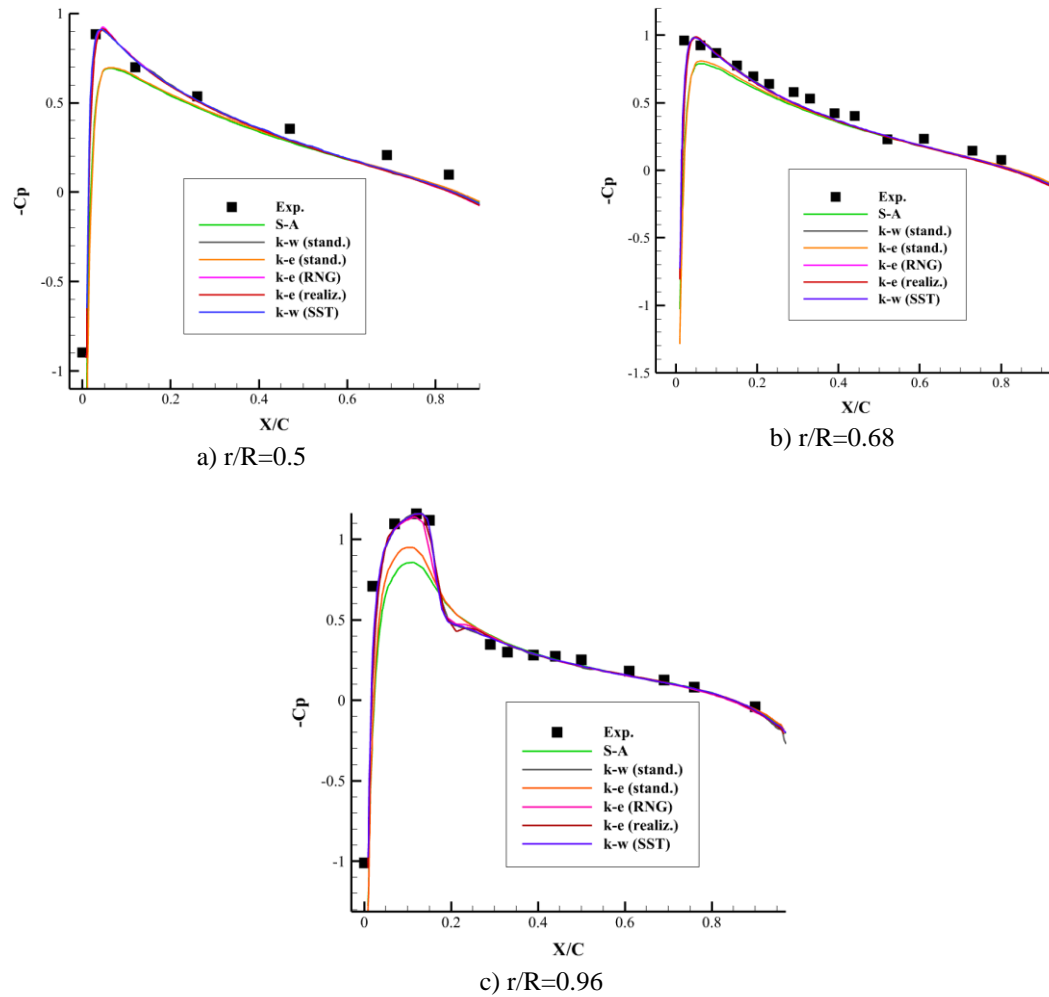 1
0.5
0
-0.5
-1
-Cp
0 0.2 0.4 0.6 0.8
X/C
Exp.
S-A
k-w (stand.)
k-e (stand.)
k-e (RNG)
k-e (realiz.)
k-w (SST)
a) r/R=0.5
1
0.5
0
-0.5
-1
-1.5
-Cp
0 0.2 0.4 0.6 0.8
X/C
Exp.
S-A
k-w (stand.)
k-e (stand.)
k-e (RNG)
k-e (realiz.)
k-w (SST)
b) r/R=0.68
1
0.5
0
-0.5
-1
-Cp
0 0.2 0.4 0.6 0.8
X/C
Exp.
S-A
k-w (stand.)
k-e (stand.)
k-e (RNG)
k-e (realiz.)
k-w (SST)
c) r/R=0.96